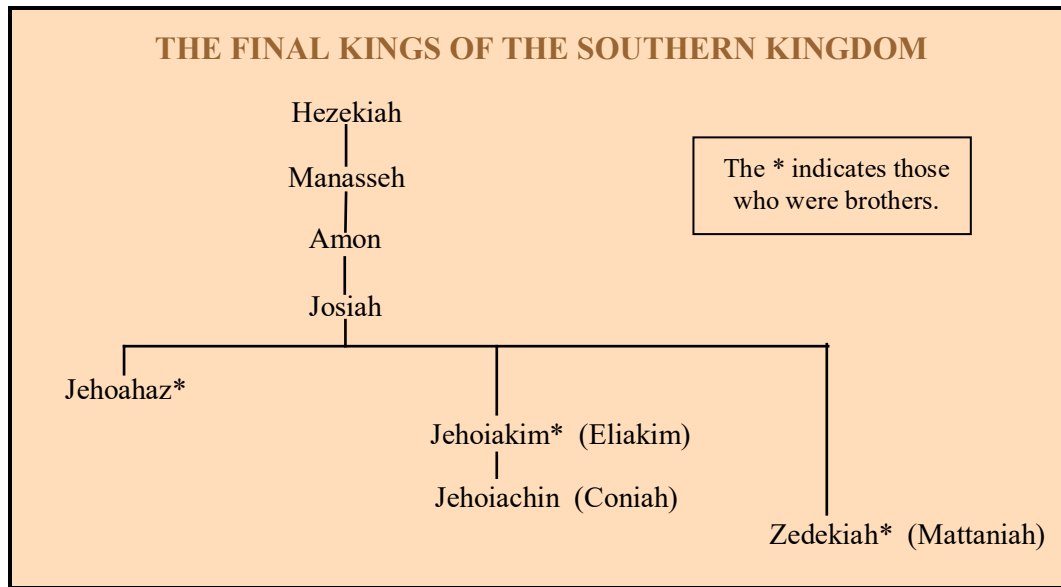 THE FINAL KINGS OF THE SOUTHERN KINGDOM
Hezekiah
The * indicates those
who were brothers.
Manasseh
Amon
Josiah
Jehoahaz*
Jehoiakim* (Eliakim)
Jehoiachin (Coniah)
Zedekiah* (Mattaniah)